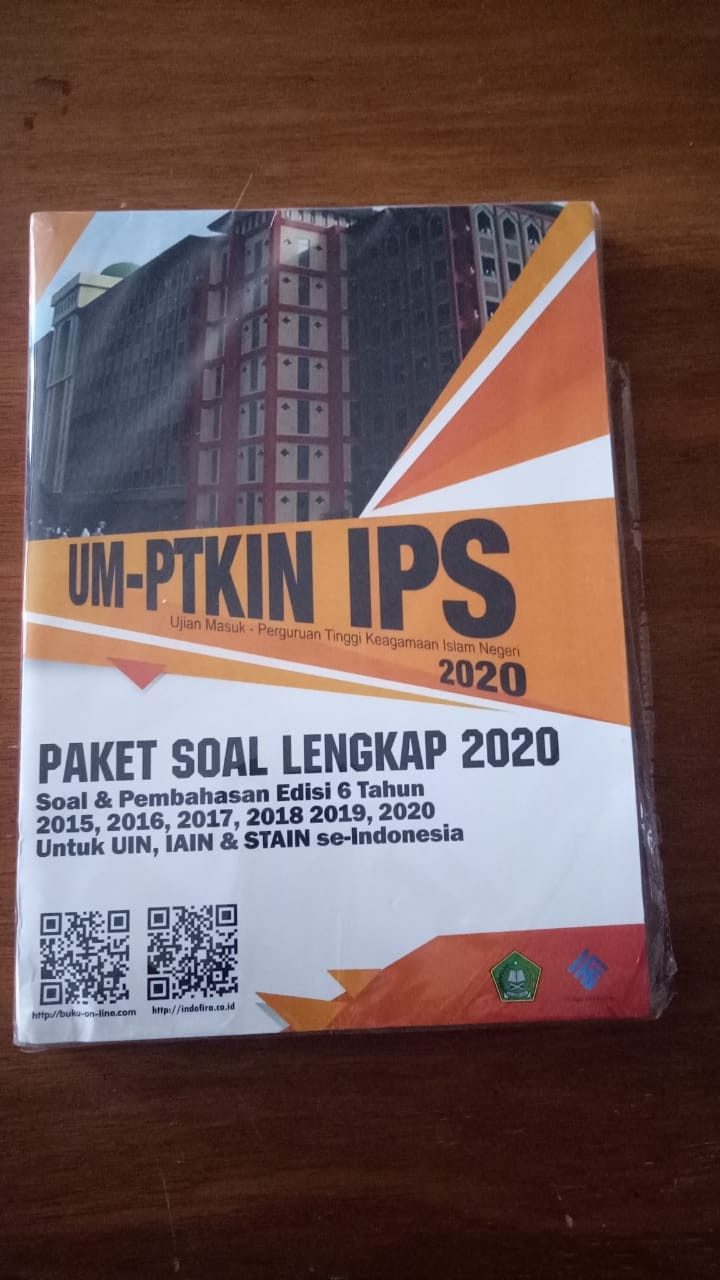 UM-PTKIN IPS
Ujian Masuk - Perguruan Tinggi Keagamaan Islam Negeri
2020
PAKET SOAL LENGKAP 2020
Soal & Pembahasan Edisi 6 Tahun
2015, 2016, 2017, 2018 2019, 2020
Untuk UIN, IAIN & STAIN se-Indonesia
http://buku-on-line.com
http://indofira.co.id